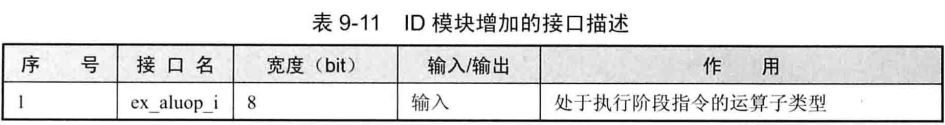 表 9-11 ID 模块增加的接口描述
序 号 接 口 名 宽度（bit） 输入/输出 作 用
1 ex_aluop_i 8 输入 处于执行阶段指令的运算子类型